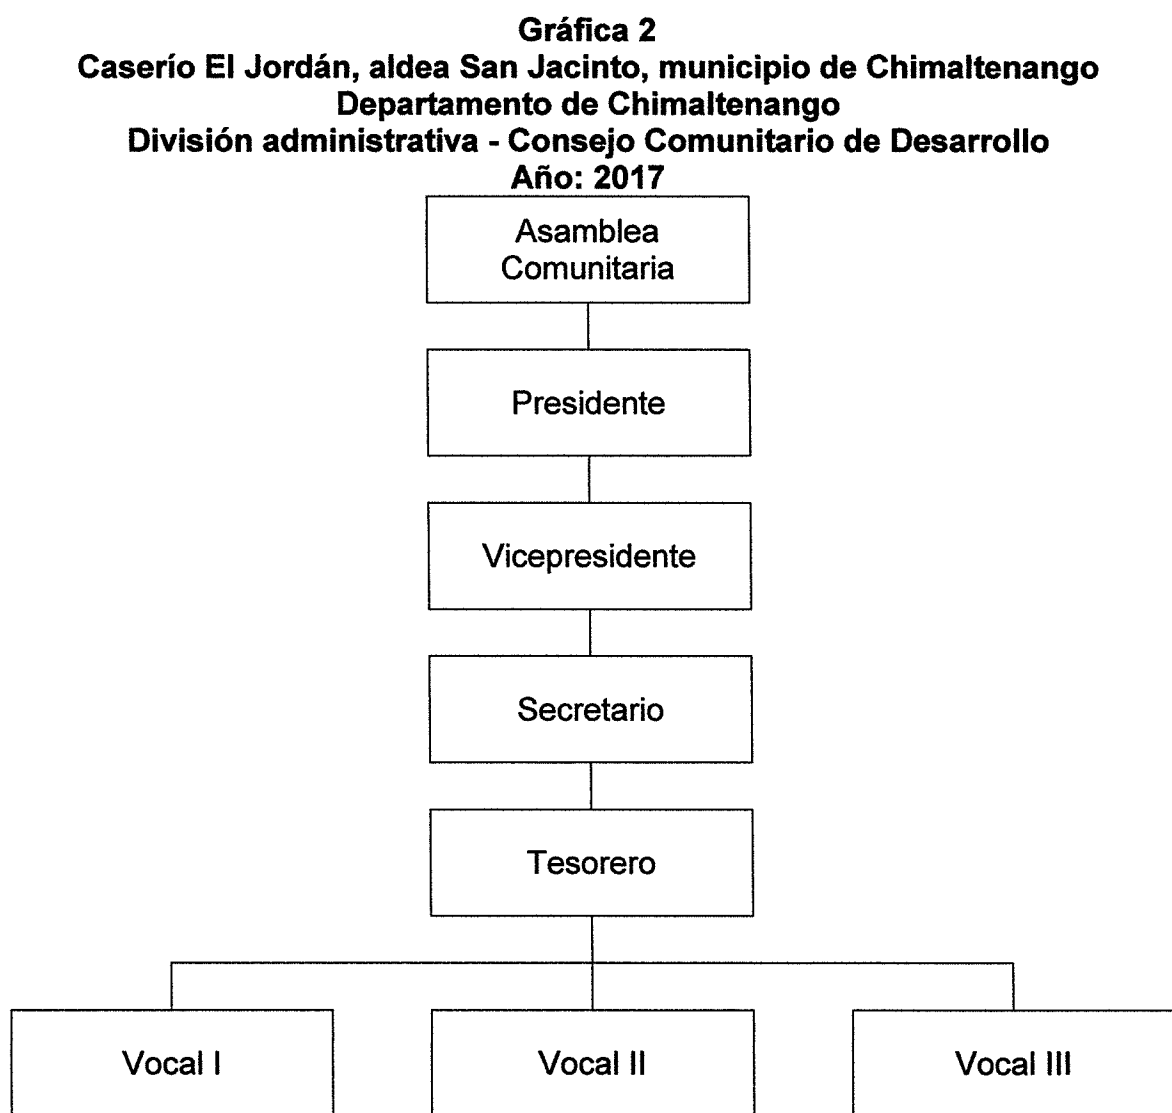 Gráfica 2
Caserío El Jordán, aldea San Jacinto, municipio de Chimaltenango
Departamento de Chimaltenango
División administrativa - Consejo Comunitario de Desarrollo
Año: 2017
Asamblea
Comunitaria
Presidente
Vicepresidente
Secretario
Tesorero
Vocal I
Vocal II
Vocal III